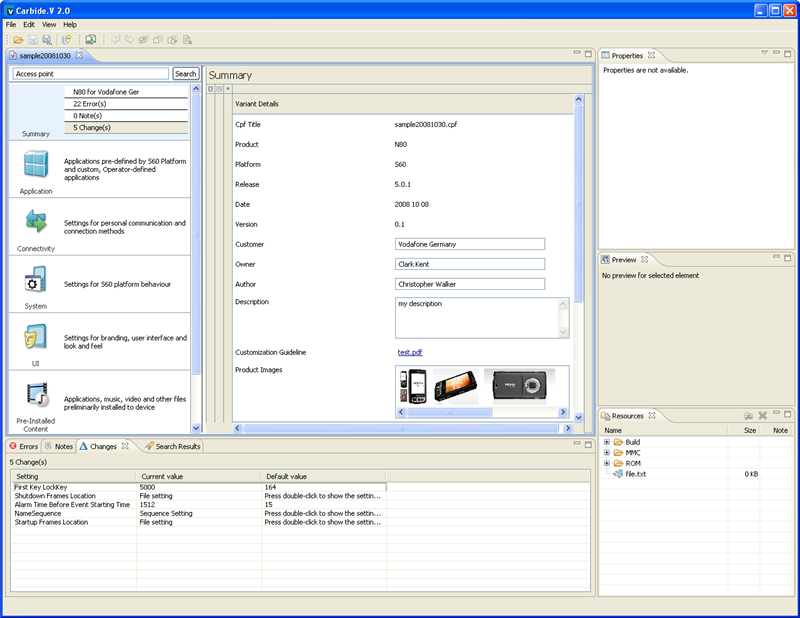 Carbide.V 2.0
File Edit View Help
sample20081030
Access point Search
N80 for Vodafone Ger
22 Error(s)
0 Note(s)
5 Change(s)
Summary
Applications pre-defined by S60 Platform
and custom, Operator-defined
applications
Application
Settings for personal communication and
connection methods
Connectivity
Settings for S60 platform behaviour
System
Settings for branding, user interface and
look and feel
UI
Applications, music, video and other files
preliminarily installed to device
Pre-Installed
Content
Summary
Variant Details
Cpf Title sample20081030.cpf
Product N80
Platform S60
Release 5.0.1
Date 2008 10 08
Version 0.1
Customer Vodafone Germany
Owner Clark Kent
Author Christopher Walker
Description my description
Customization Guideline test.pdf
Product Images
Properties
Properties are not available.
Preview
No preview for selected element
Resources
Name Size Note
Build
MMC
ROM
file.txt 0 KB
Errors Notes Changes Search Results
5 Change(s)
Setting Current value Default value
First Key LockKey 5000 164
Shutdown Frames Location File setting Press double-click to show the settin...
Alarm Time Before Event Starting Time 1512 15
NameSequence Sequence Setting Press double-click to show the settin...
Startup Frames Location File setting Press double-click to show the settin...